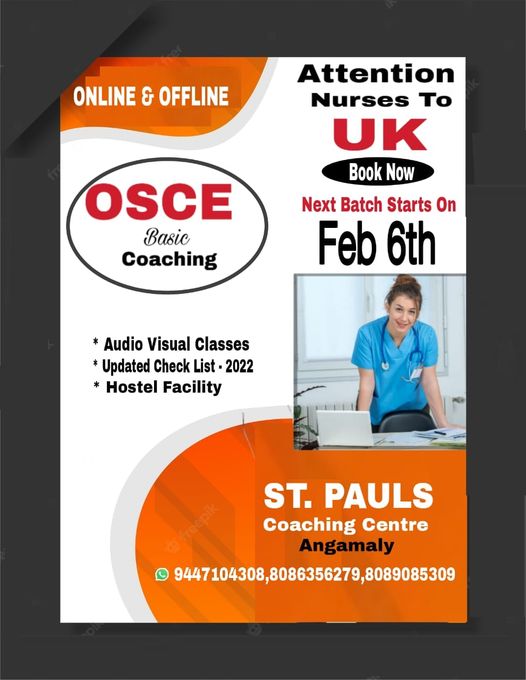 ONLINE & OFFLINE
Attention
Nurses To
UK
Book Now
Next Batch Starts On
Feb 6th
OSCE
Basic
Coaching
* Audio Visual Classes
* Updated Check List - 2022
* Hostel Facility
ST. PAULS
Coaching Centre
Angamaly
9447104308,8086356279,8089085309